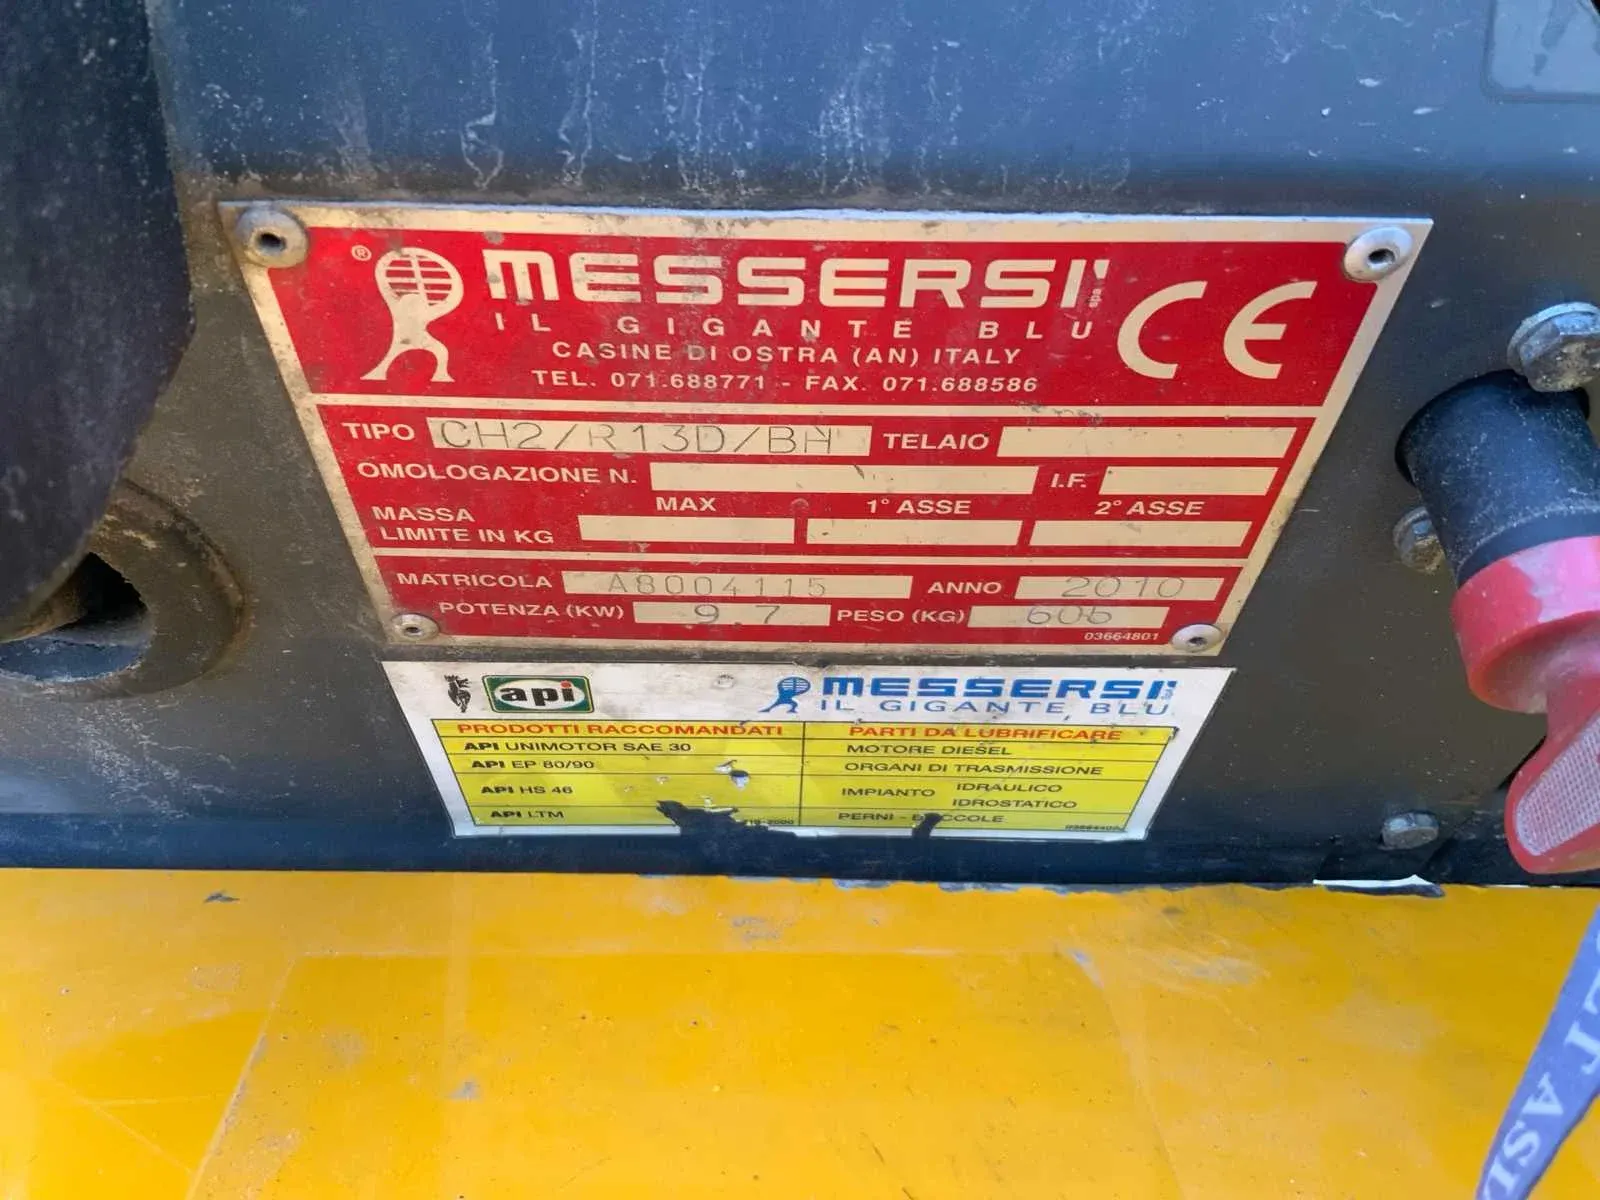 ® MESSERSI' spa CE
IL GIGANTE BLU
CASINE DI OSTRA (AN) ITALY
TEL. 071.688771 - FAX. 071.688586
TIPO CH2/R13D/BH TELAIO
OMOLOGAZIONE N. I.F.
MASSA LIMITE IN KG MAX 1° ASSE 2° ASSE
MATRICOLA A8004115 ANNO 2010
POTENZA (KW) 9.7 PESO (KG)
03664801
api MESSERSI' spa
IL GIGANTE BLU
PRODOTTI RACCOMANDATI PARTI DA LUBRIFICARE
API UNIMOTOR SAE 30 MOTORE DIESEL
API EP 80/90 ORGANI DI TRASMISSIONE
API HS 46 IMPIANTO IDRAULICO IDROSTATICO
API LTM PERNI -